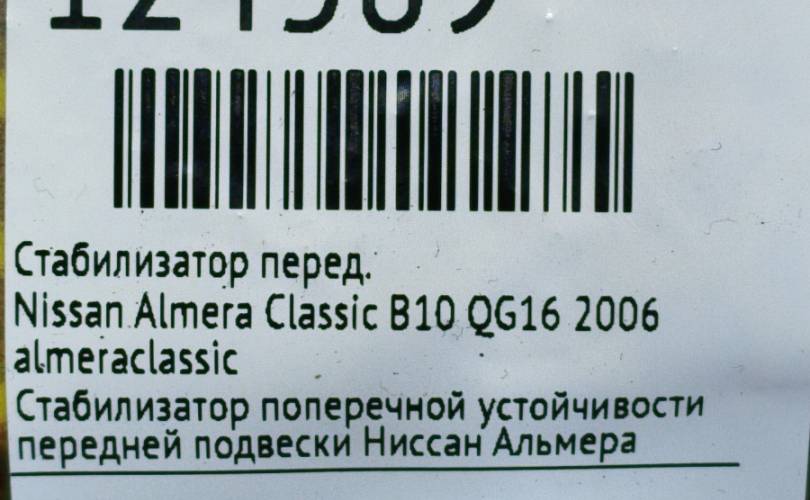 Стабилизатор перед.
Nissan Almera Classic B10 QG16 2006
almeraclassic
Стабилизатор поперечной устойчивости
передней подвески Ниссан Альмера